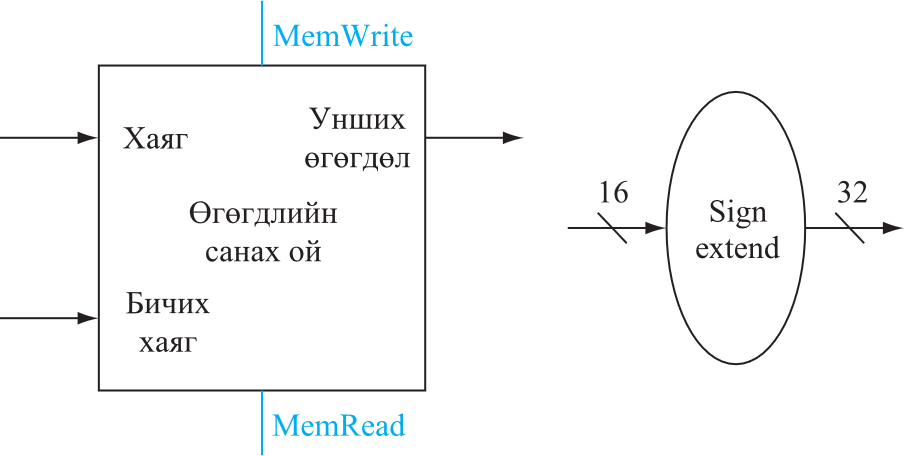 MemWrite
Хаяг
Унших
өгөгдөл
Өгөгдлийн
санах ой
Бичих
хаяг
MemRead
16
Sign
extend
32